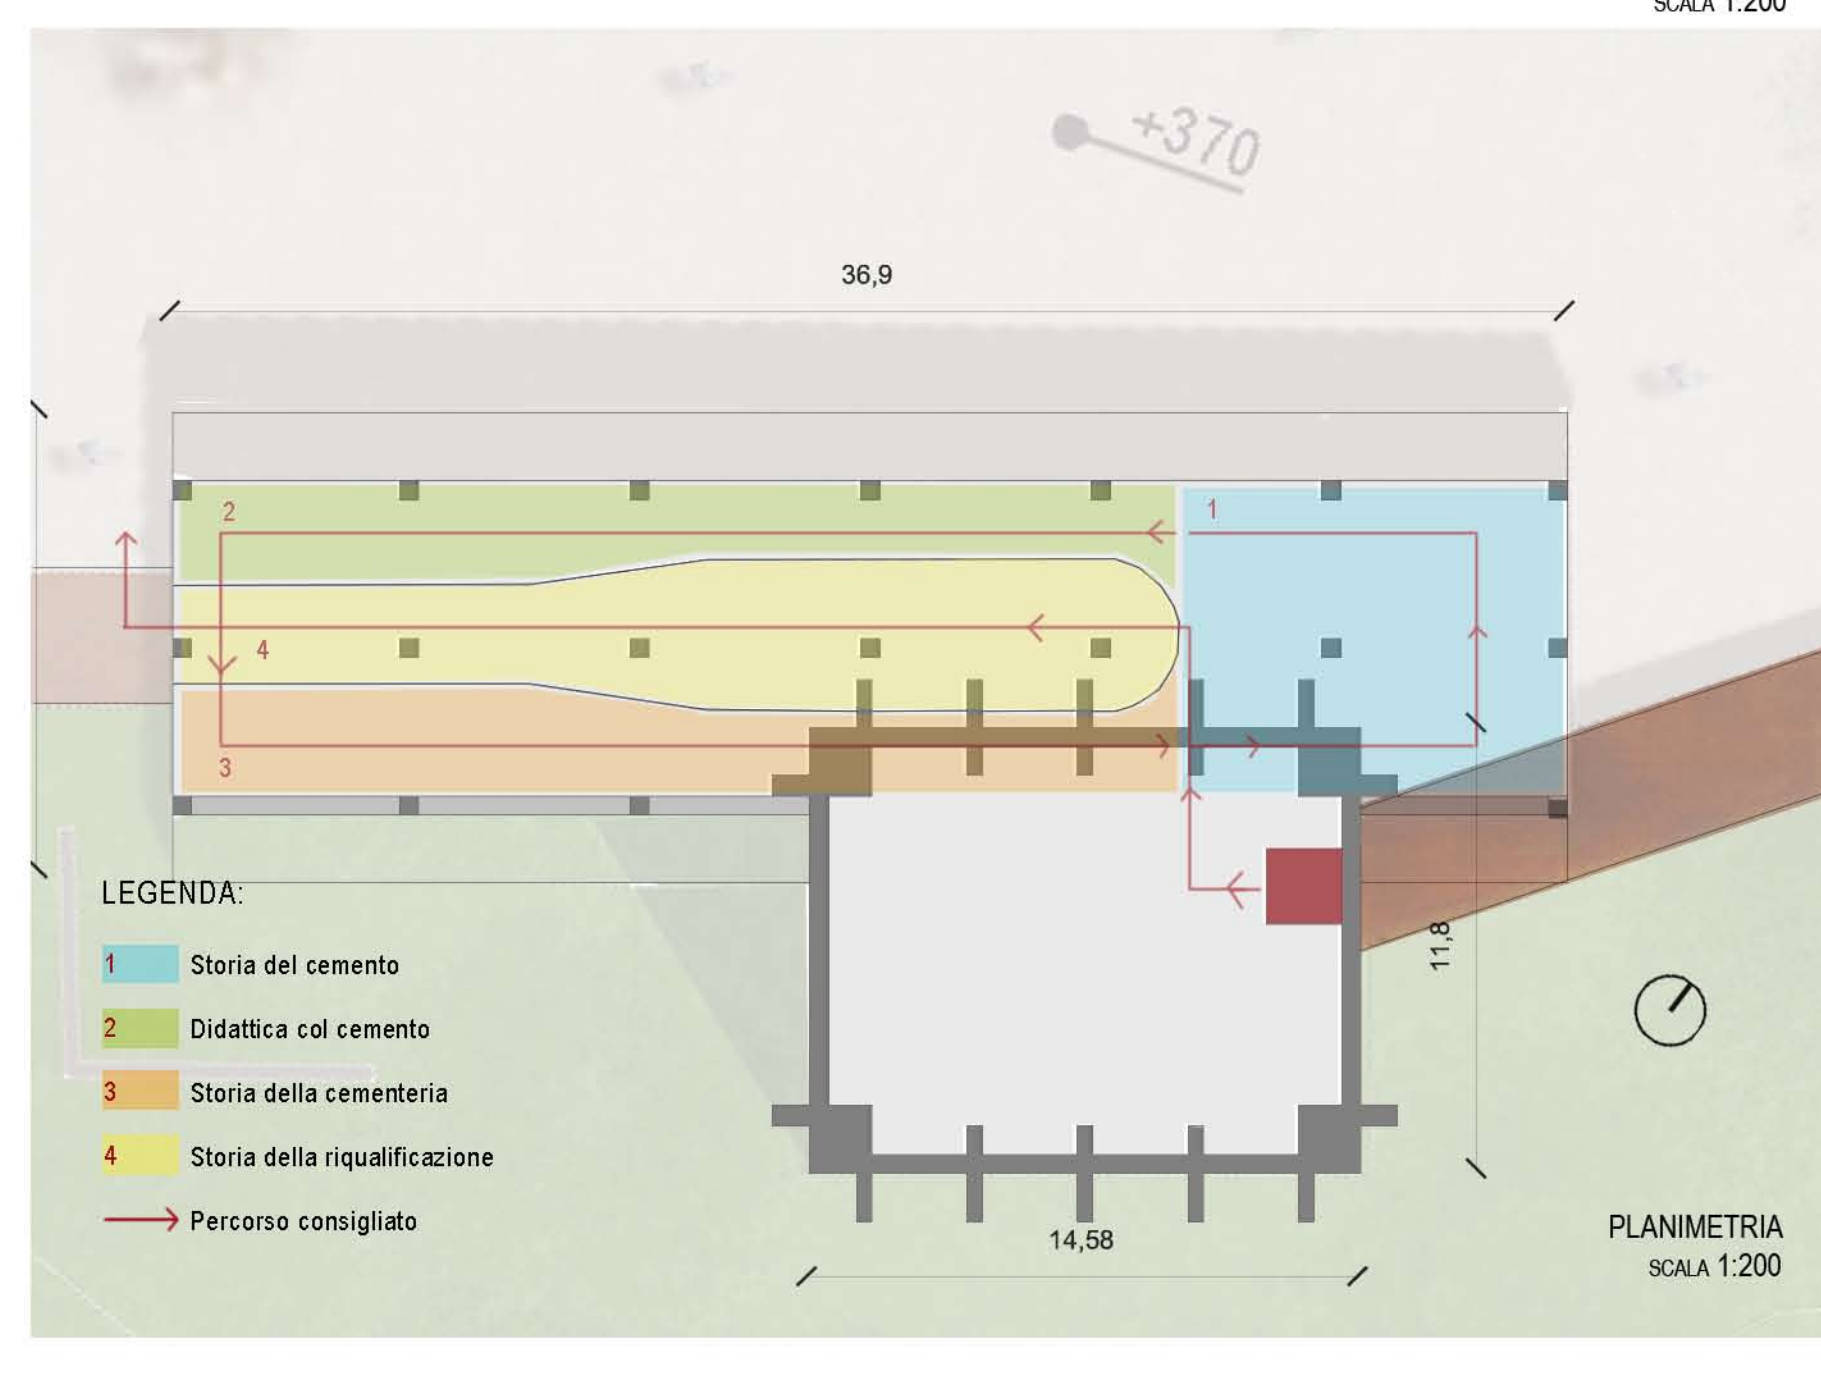 SCALA 1:200
+370
36,9
2
1
4
3
11,8
14,58
LEGENDA:
1 Storia del cemento
2 Didattica col cemento
3 Storia della cementeria
4 Storia della riqualificazione
Percorso consigliato
PLANIMETRIA
SCALA 1:200